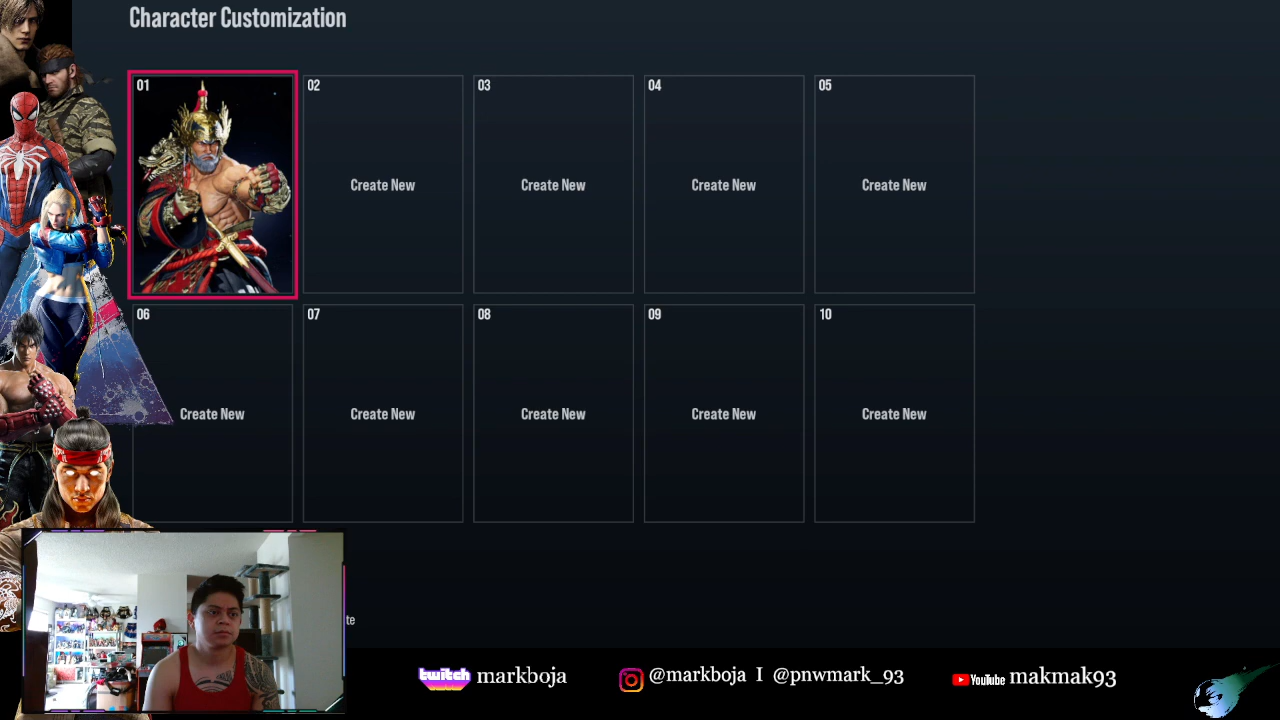 Character Customization
01
02
03
04
05
Create New
Create New
Create New
Create New
06
07
08
09
10
Create New
Create New
Create New
Create New
Create New
te
twitch markboja
@markboja I @pnwmark_93
YouTube makmak93